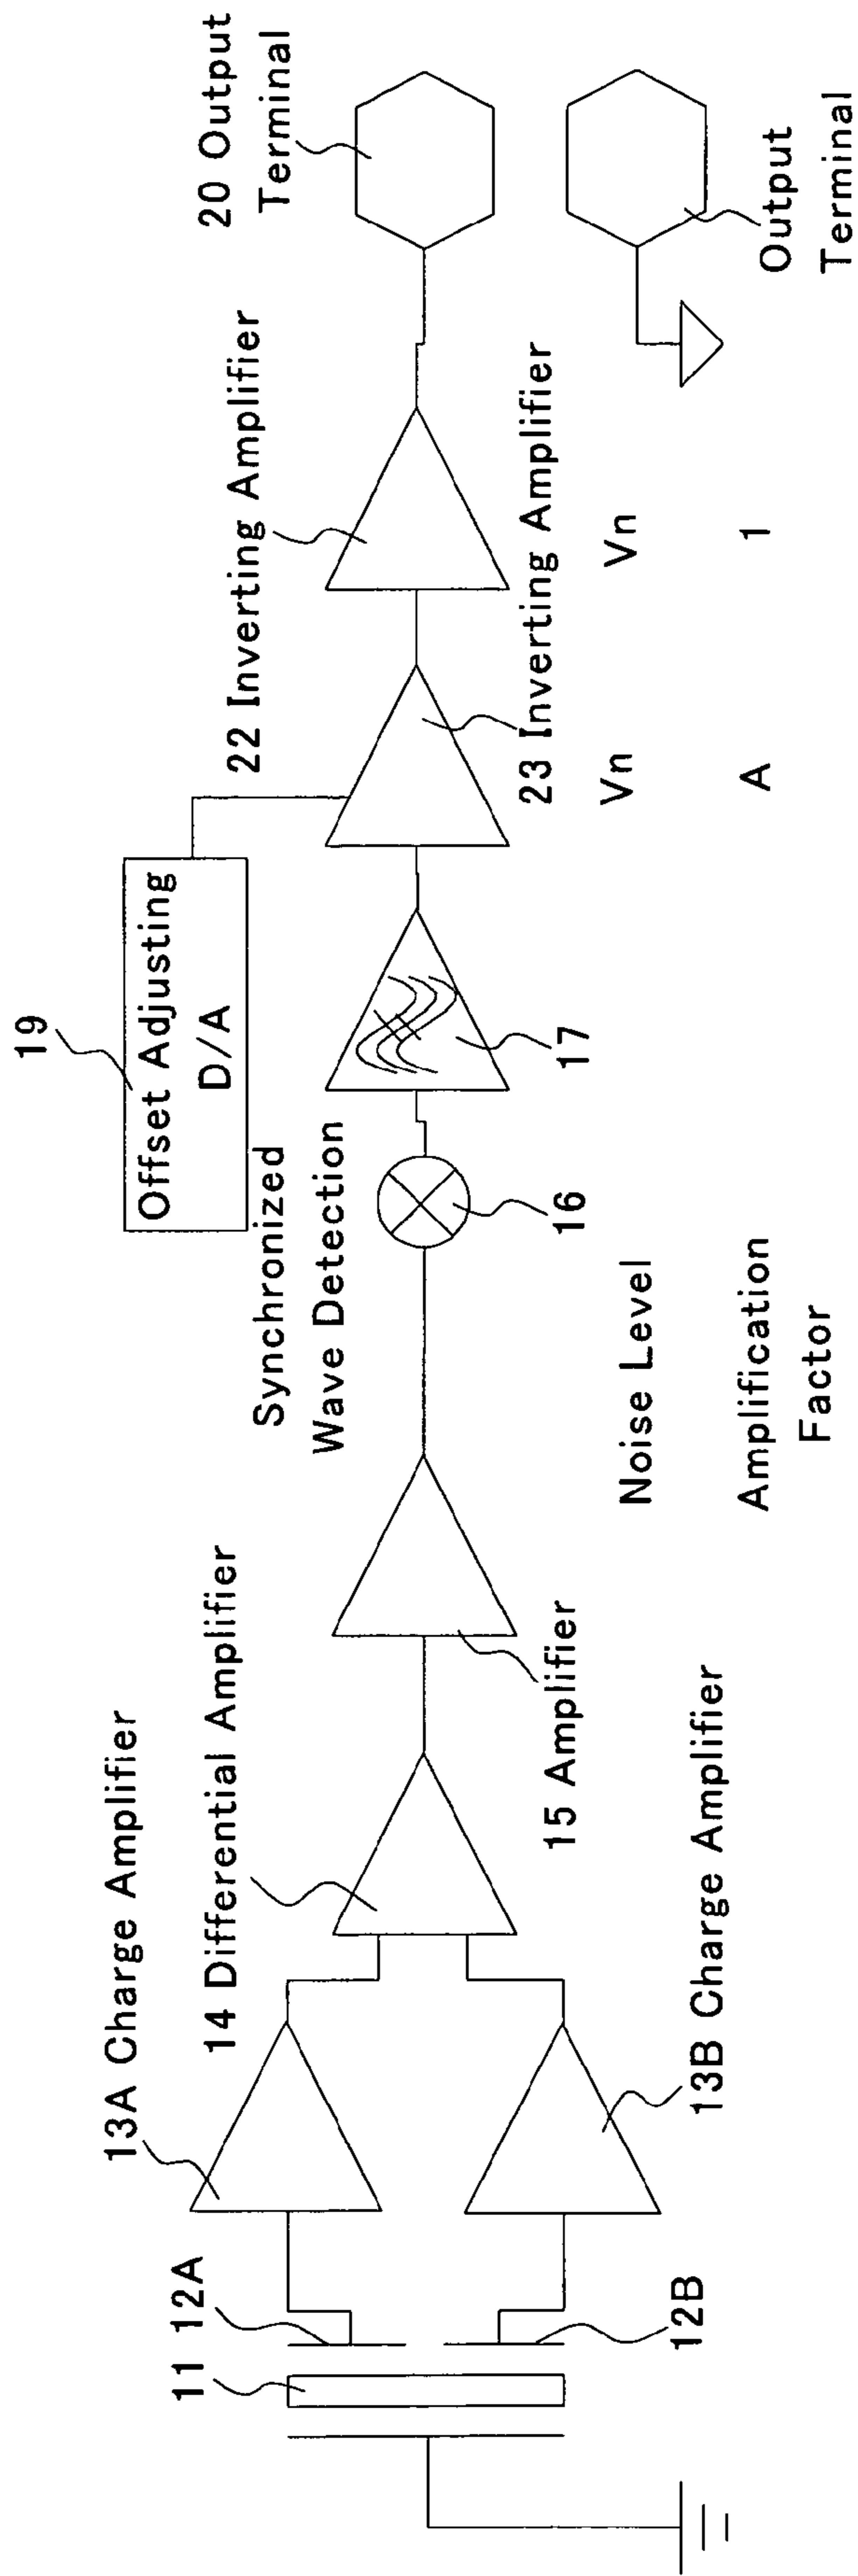 13A Charge Amplifier
14 Differential Amplifier
11
12A
12B
13B Charge Amplifier
15 Amplifier
Synchronized
Wave Detection
16
17
19
Offset Adjusting
D/A
22 Inverting Amplifier
23 Inverting Amplifier
20 Output
Terminal
Output
Terminal
Noise Level
Vn
Vn
Amplification
Factor
A
1